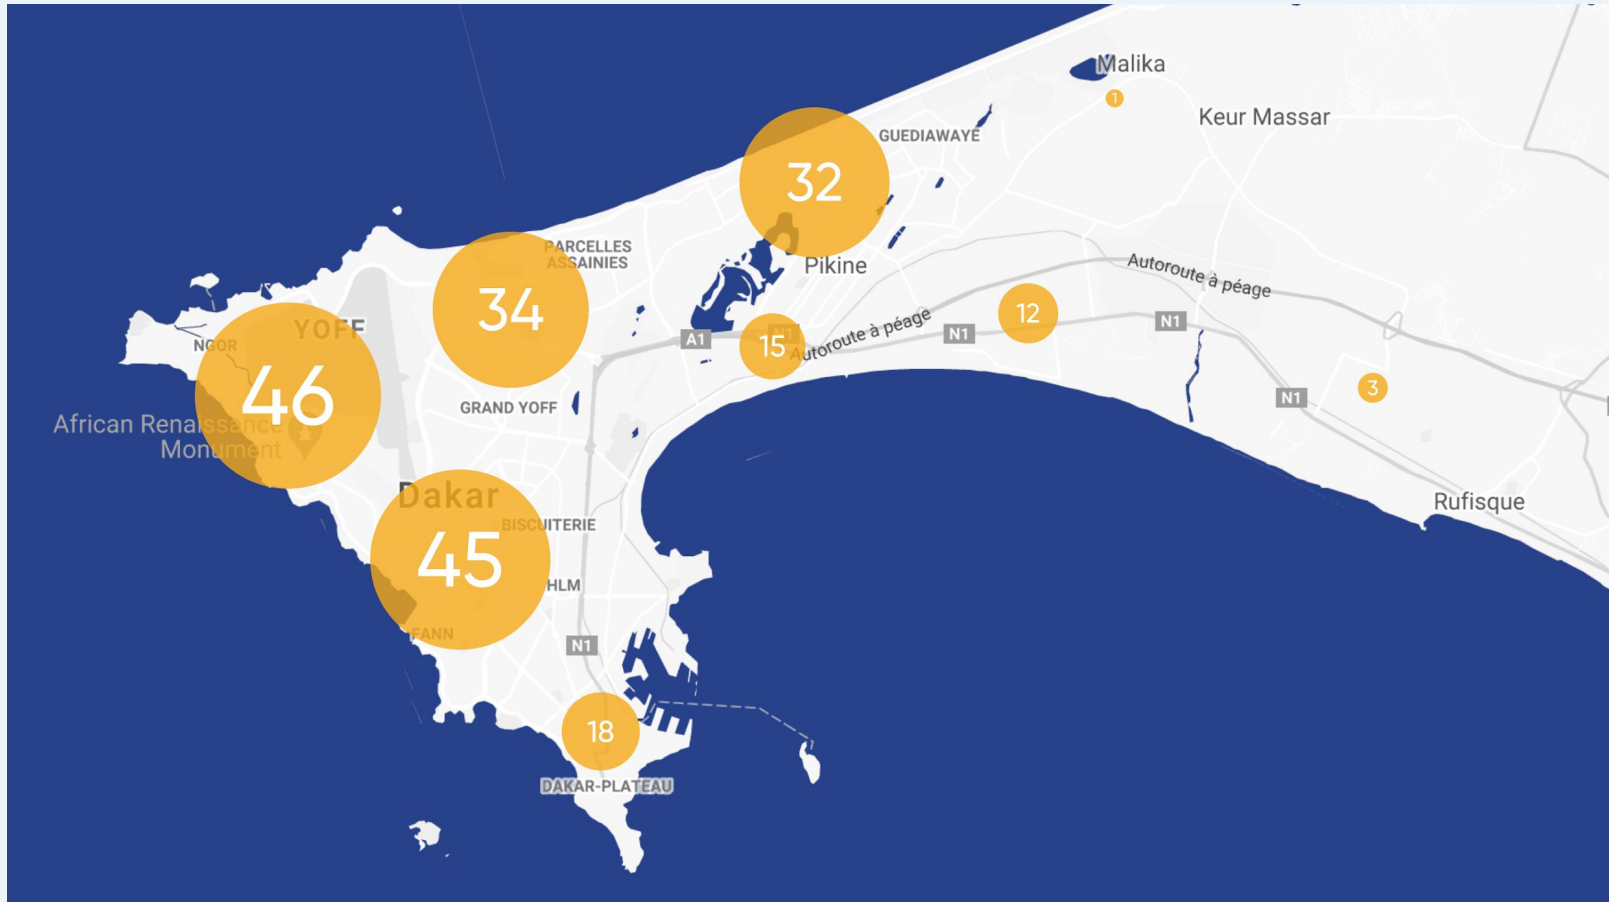 Malika
1
Keur Massar
GUEDIAWAYE
32
PARCELLES
ASSAINIES
Pikine
Autoroute à péage
34
12
YOFF
NGOR
A1
N1
15
Autoroute à péage
N1
N1
46
3
N1
GRAND YOFF
African Renaissance
Monument
Dakar
Rufisque
BISCUITERIE
45
HLM
FANN
N1
18
DAKAR-PLATEAU